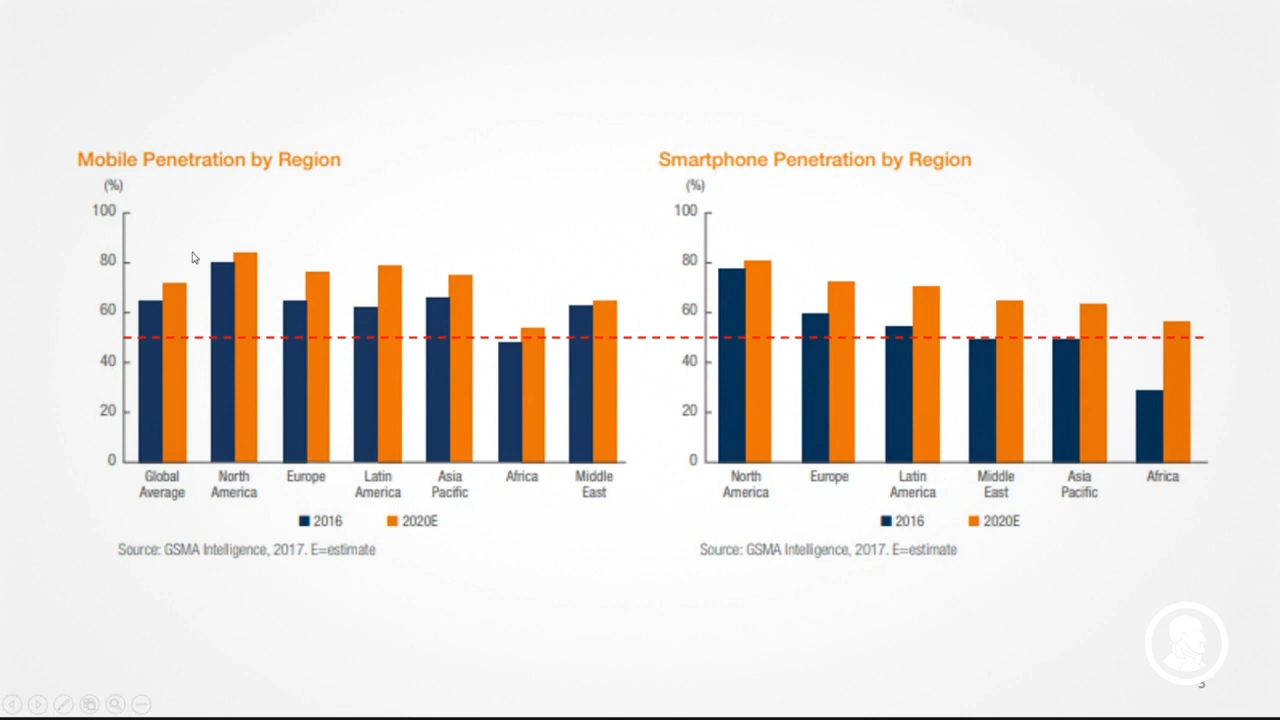 Mobile Penetration by Region
(%)
100
80
60
40
20
0
Global Average
North America
Europe
Latin America
Asia Pacific
Africa
Middle East
2016
2020E
Source: GSMA Intelligence, 2017. E=estimate
Smartphone Penetration by Region
(%)
100
80
60
40
20
0
North America
Europe
Latin America
Middle East
Asia Pacific
Africa
2016
2020E
Source: GSMA Intelligence, 2017. E=estimate